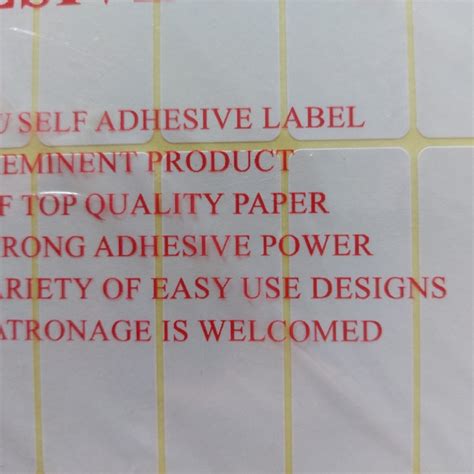 ESIVE
U SELF ADHESIVE LABEL
EMINENT PRODUCT
F TOP QUALITY PAPER
RONG ADHESIVE POWER
ARIETY OF EASY USE DESIGNS
ATRONAGE IS WELCOMED